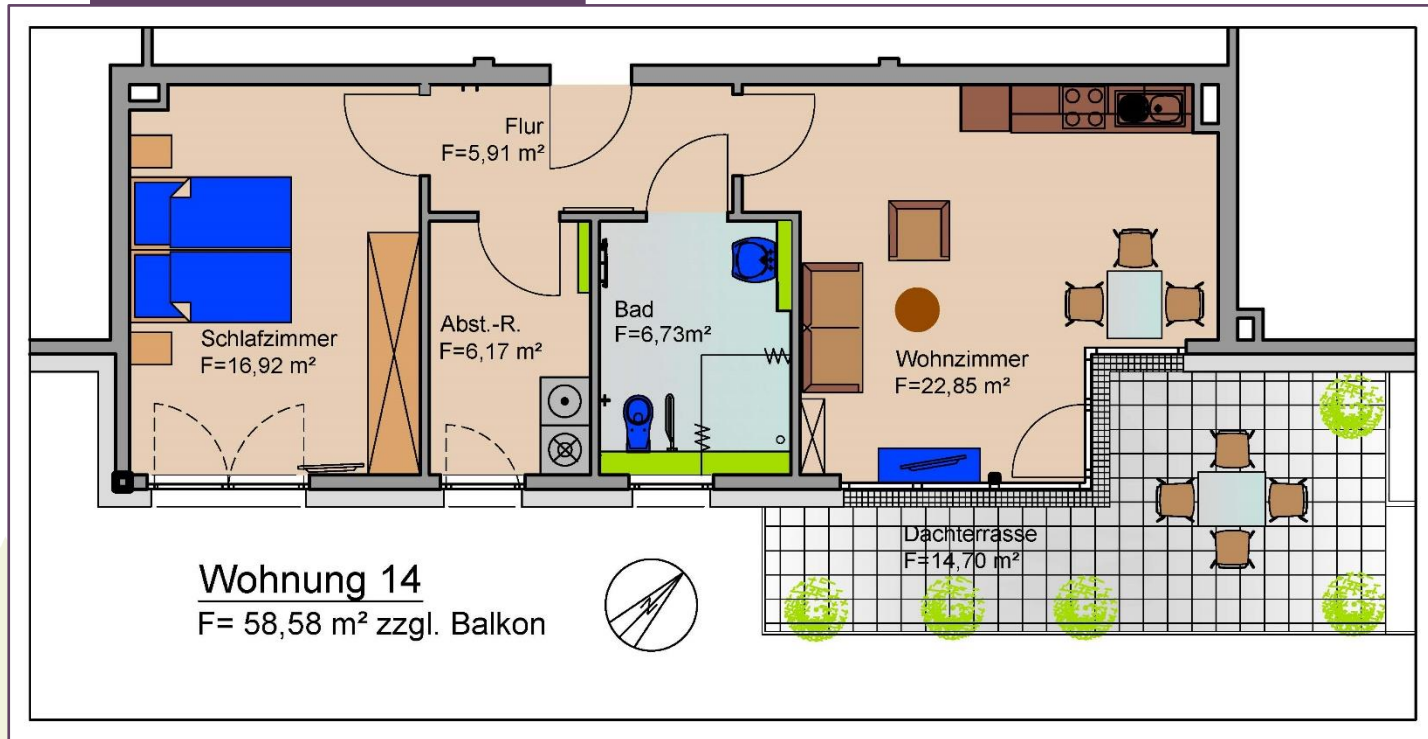 Flur
F=5,91 m²
Schlafzimmer
F=16,92 m²
Abst.-R.
F=6,17 m²
Bad
F=6,73m²
Wohnzimmer
F=22,85 m²
Dachterrasse
F=14,70 m²
Wohnung 14
F= 58,58 m² zzgl. Balkon
N